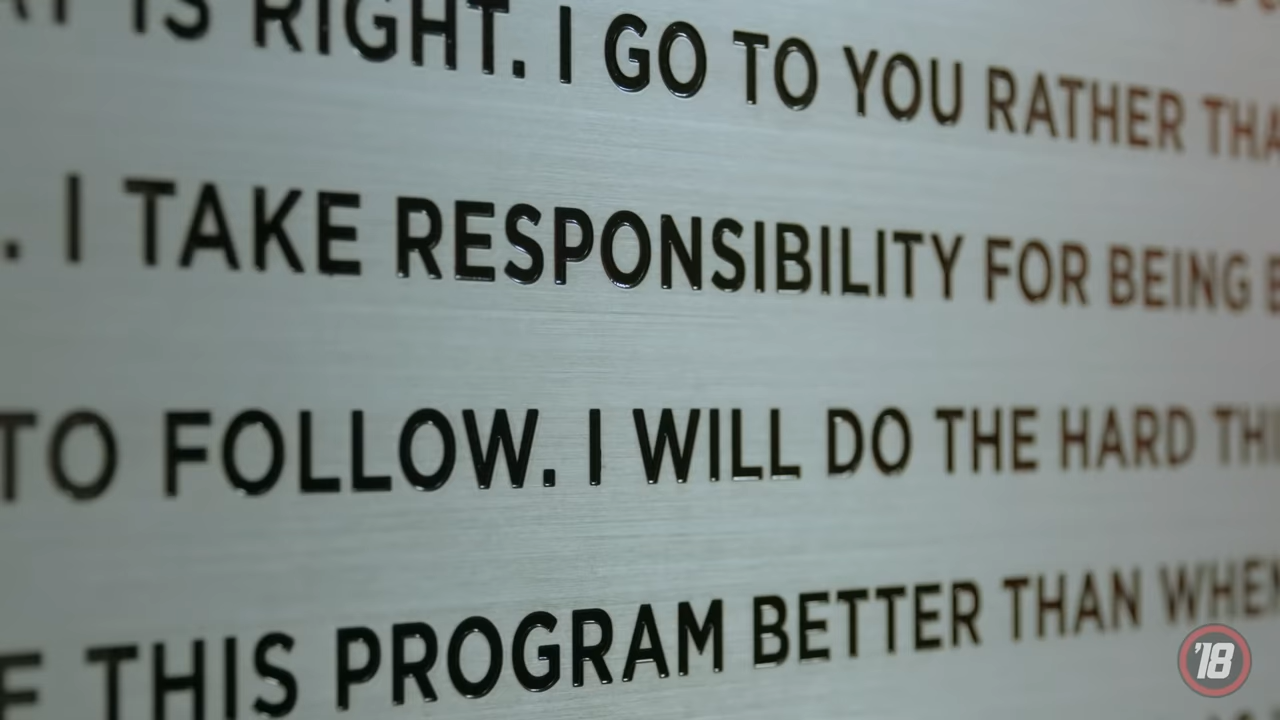 IS RIGHT. I GO TO YOU RATHER
. I TAKE RESPONSIBILITY FOR BEING
TO FOLLOW. I WILL DO THE HARD
THIS PROGRAM BETTER THAN WHEN
'18